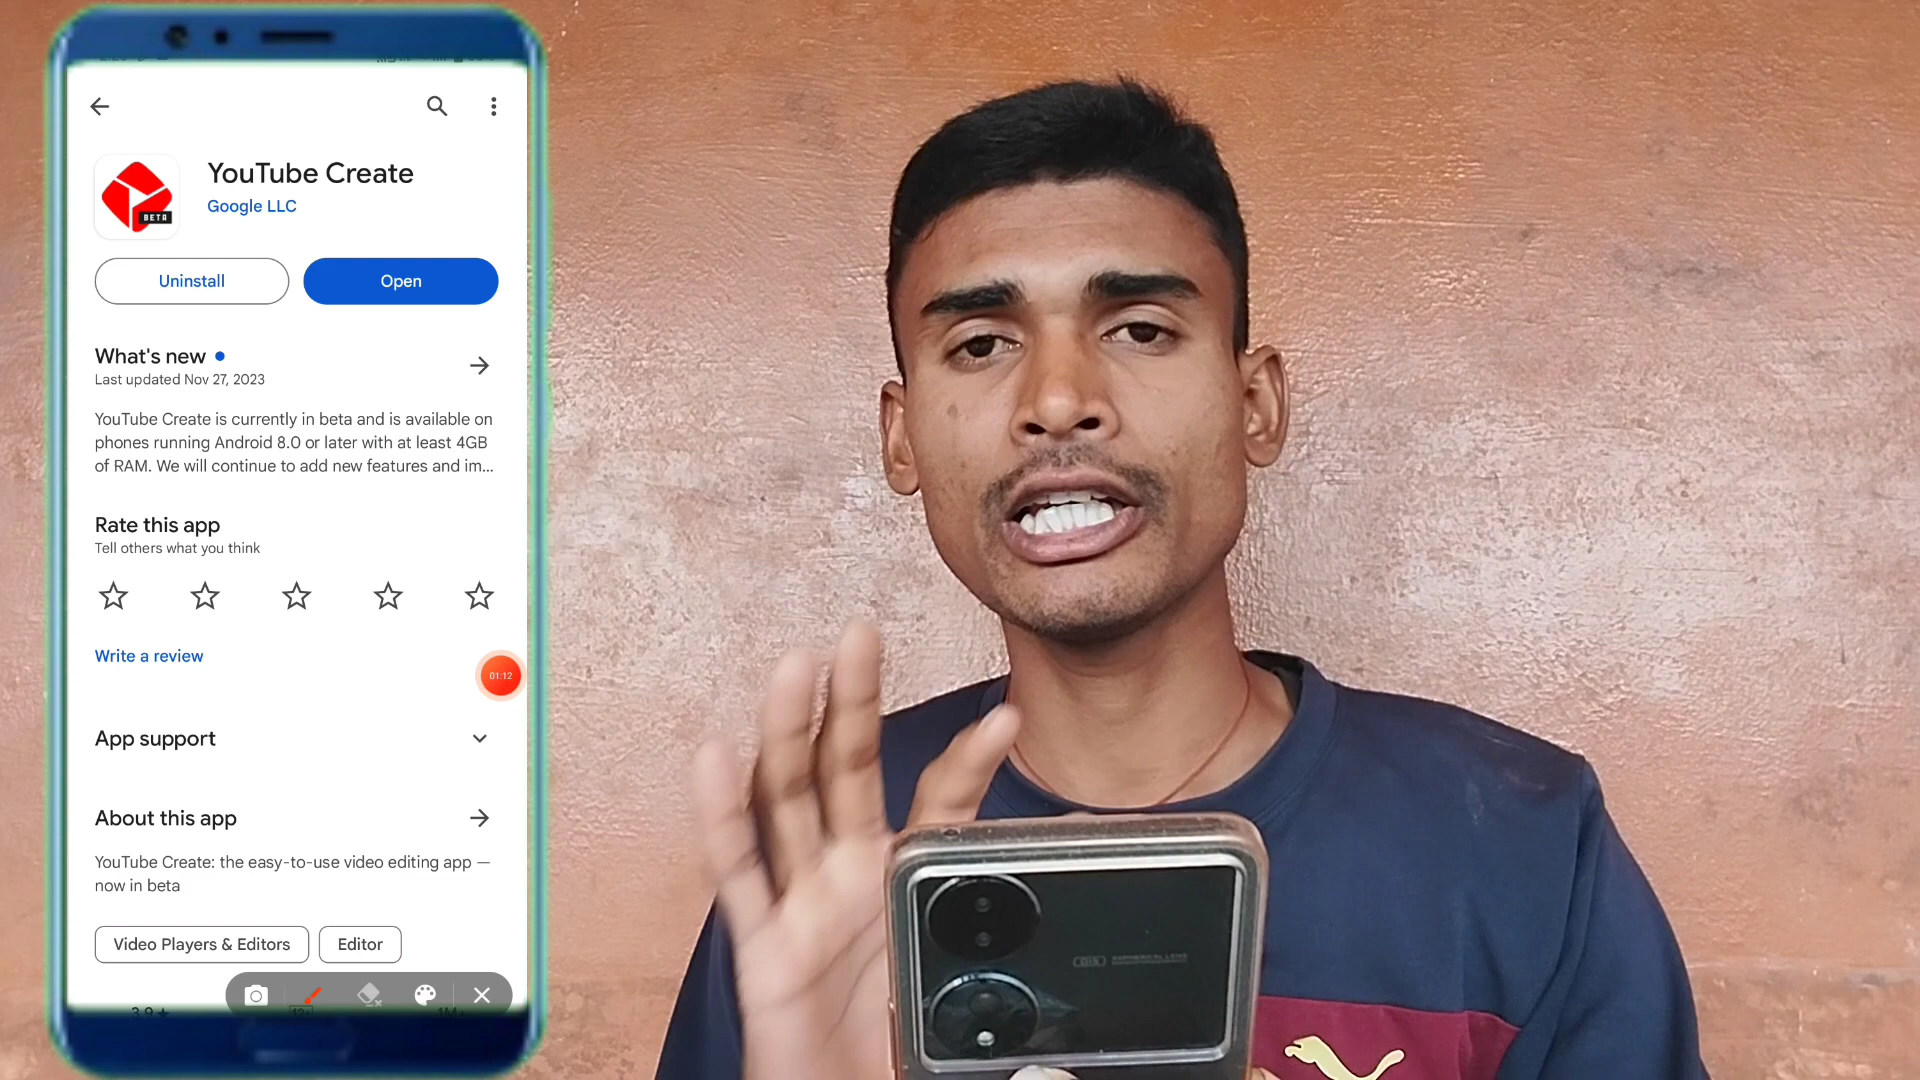 YouTube Create
BETA
Google LLC
Uninstall
Open
What's new
Last updated Nov 27, 2023
YouTube Create is currently in beta and is available on
phones running Android 8.0 or later with at least 4GB
of RAM. We will continue to add new features and im...
Rate this app
Tell others what you think
Write a review
01:12
App support
About this app
YouTube Create: the easy-to-use video editing app —
now in beta
Video Players & Editors
Editor
OIS ASPHERICAL LENS